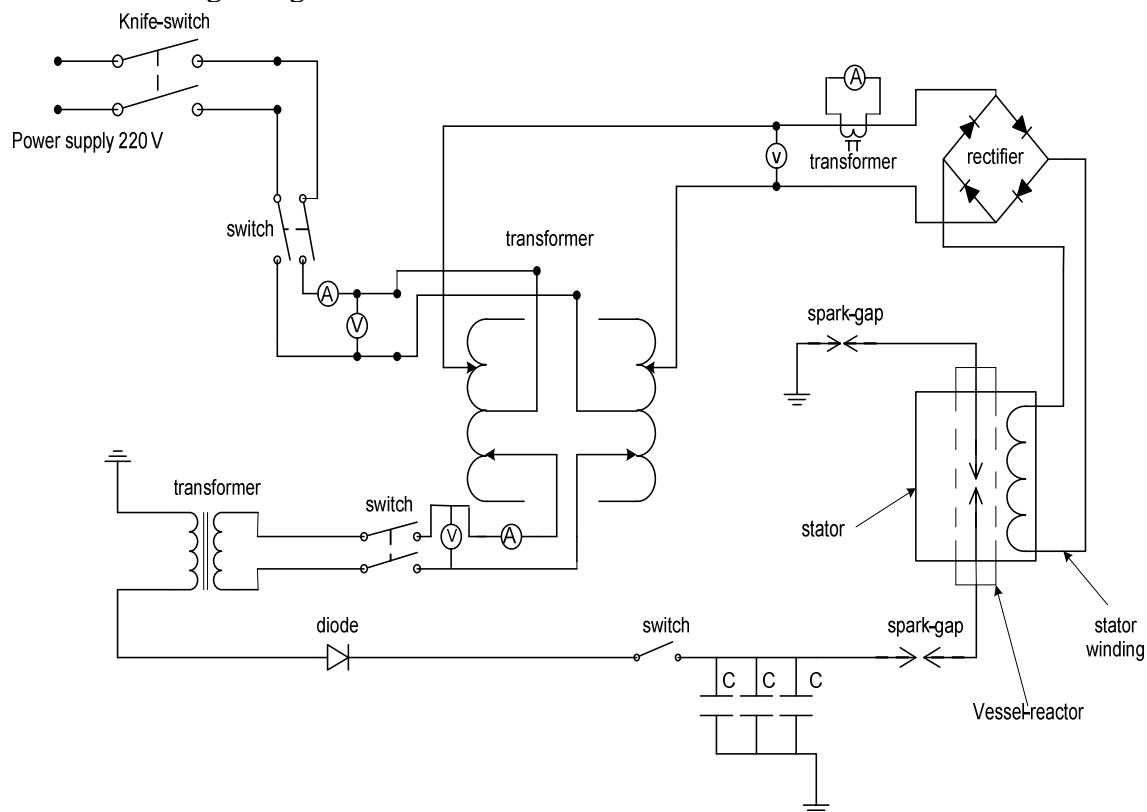 Knife-switch
Power supply 220 V
A
transformer
V
rectifier
switch
transformer
A
V
spark-gap
transformer
switch
V
A
stator
diode
switch
spark-gap
stator
winding
C
C
C
Vessel-reactor